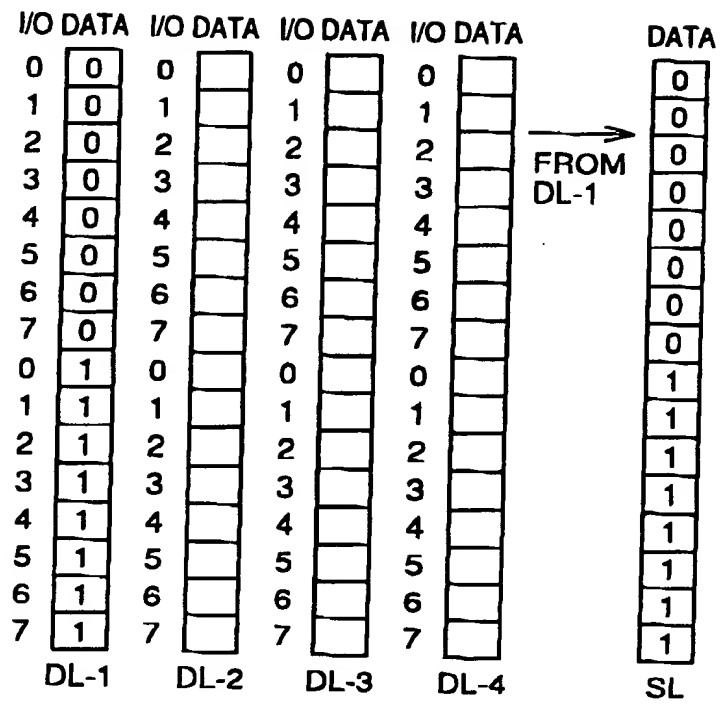 I/O DATA I/O DATA I/O DATA I/O DATA DATA
0 0 0 0 0 0
1 0 1 1 1 0
2 0 2 2 2 0
3 0 3 3 3 0
4 0 4 4 4 0
5 0 5 5 5 0
6 0 6 6 6 0
7 0 7 7 7 0
0 1 0 0 0 1
1 1 1 1 1 1
2 1 2 2 2 1
3 1 3 3 3 1
4 1 4 4 4 1
5 1 5 5 5 1
6 1 6 6 6 1
7 1 7 7 7 1
FROM
DL-1
DL-1 DL-2 DL-3 DL-4 SL